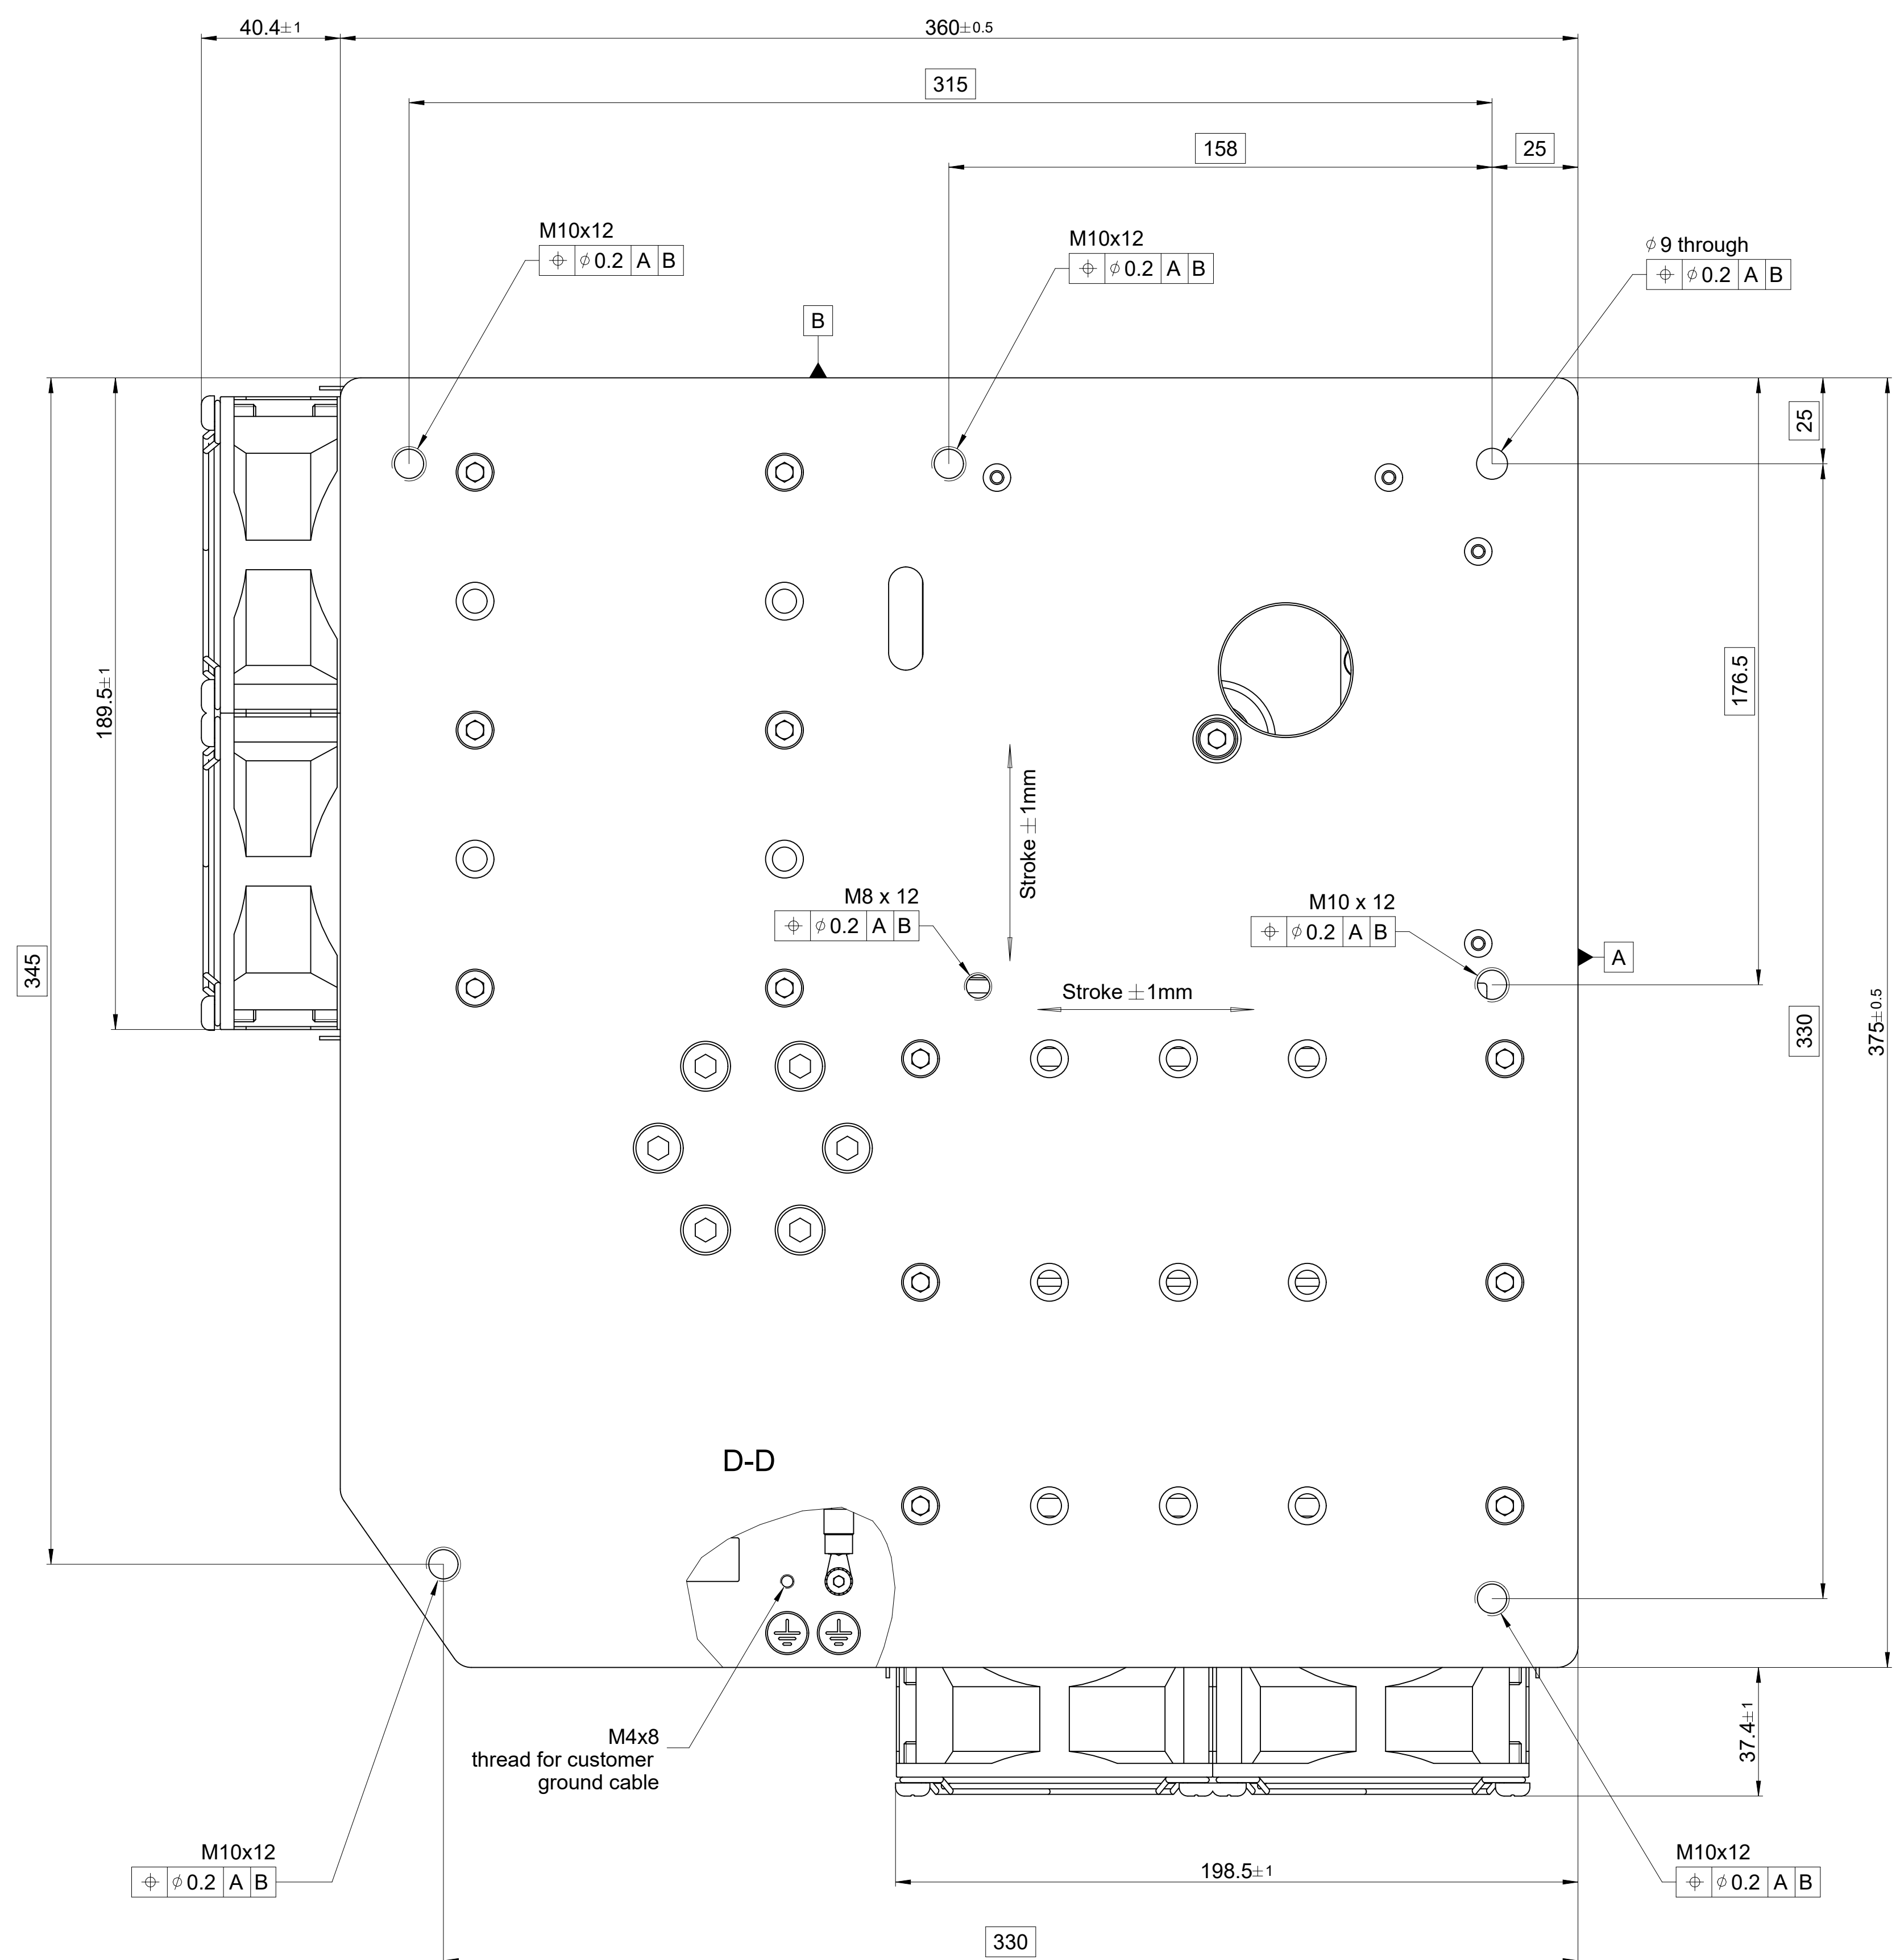 40.4±1
360±0.5
315
158
25
M10x12
⌖ ⌀0.2 A B
M10x12
⌖ ⌀0.2 A B
⌀9 through
⌖ ⌀0.2 A B
B
25
176.5
189.5±1
Stroke ±1mm
M8 x 12
⌖ ⌀0.2 A B
M10 x 12
⌖ ⌀0.2 A B
A
345
Stroke ±1mm
330
375±0.5
D-D
M4x8
thread for customer
ground cable
37.4±1
M10x12
⌖ ⌀0.2 A B
198.5±1
M10x12
⌖ ⌀0.2 A B
330